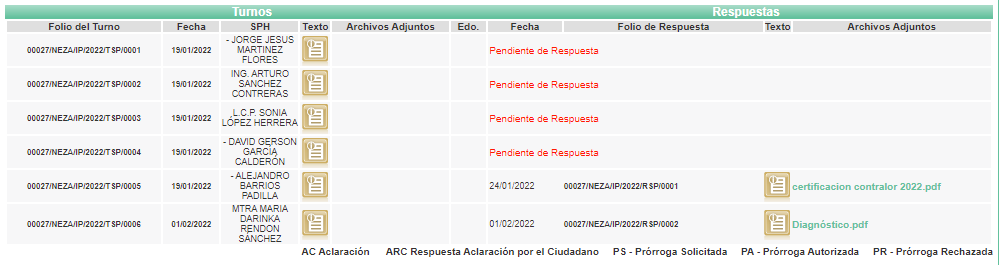 Turnos Respuestas
Folio del Turno Fecha SPH Texto Archivos Adjuntos Edo. Fecha Folio de Respuesta Texto Archivos Adjuntos
00027/NEZA/IP/2022/TSP/0001 19/01/2022 - JORGE JESUS MARTINEZ FLORES Pendiente de Respuesta
00027/NEZA/IP/2022/TSP/0002 19/01/2022 ING. ARTURO SANCHEZ CONTRERAS Pendiente de Respuesta
00027/NEZA/IP/2022/TSP/0003 19/01/2022 ,L.C.P. SONIA LÓPEZ HERRERA Pendiente de Respuesta
00027/NEZA/IP/2022/TSP/0004 19/01/2022 - DAVID GERSON GARCÍA CALDERÓN Pendiente de Respuesta
00027/NEZA/IP/2022/TSP/0005 19/01/2022 - ALEJANDRO BARRIOS PADILLA 24/01/2022 00027/NEZA/IP/2022/RSP/0001 certificacion contralor 2022.pdf
00027/NEZA/IP/2022/TSP/0006 01/02/2022 MTRA MARIA DARINKA RENDON SANCHEZ 01/02/2022 00027/NEZA/IP/2022/RSP/0002 Diagnóstico.pdf
AC Aclaración ARC Respuesta Aclaración por el Ciudadano PS - Prórroga Solicitada PA - Prórroga Autorizada PR - Prórroga Rechazada